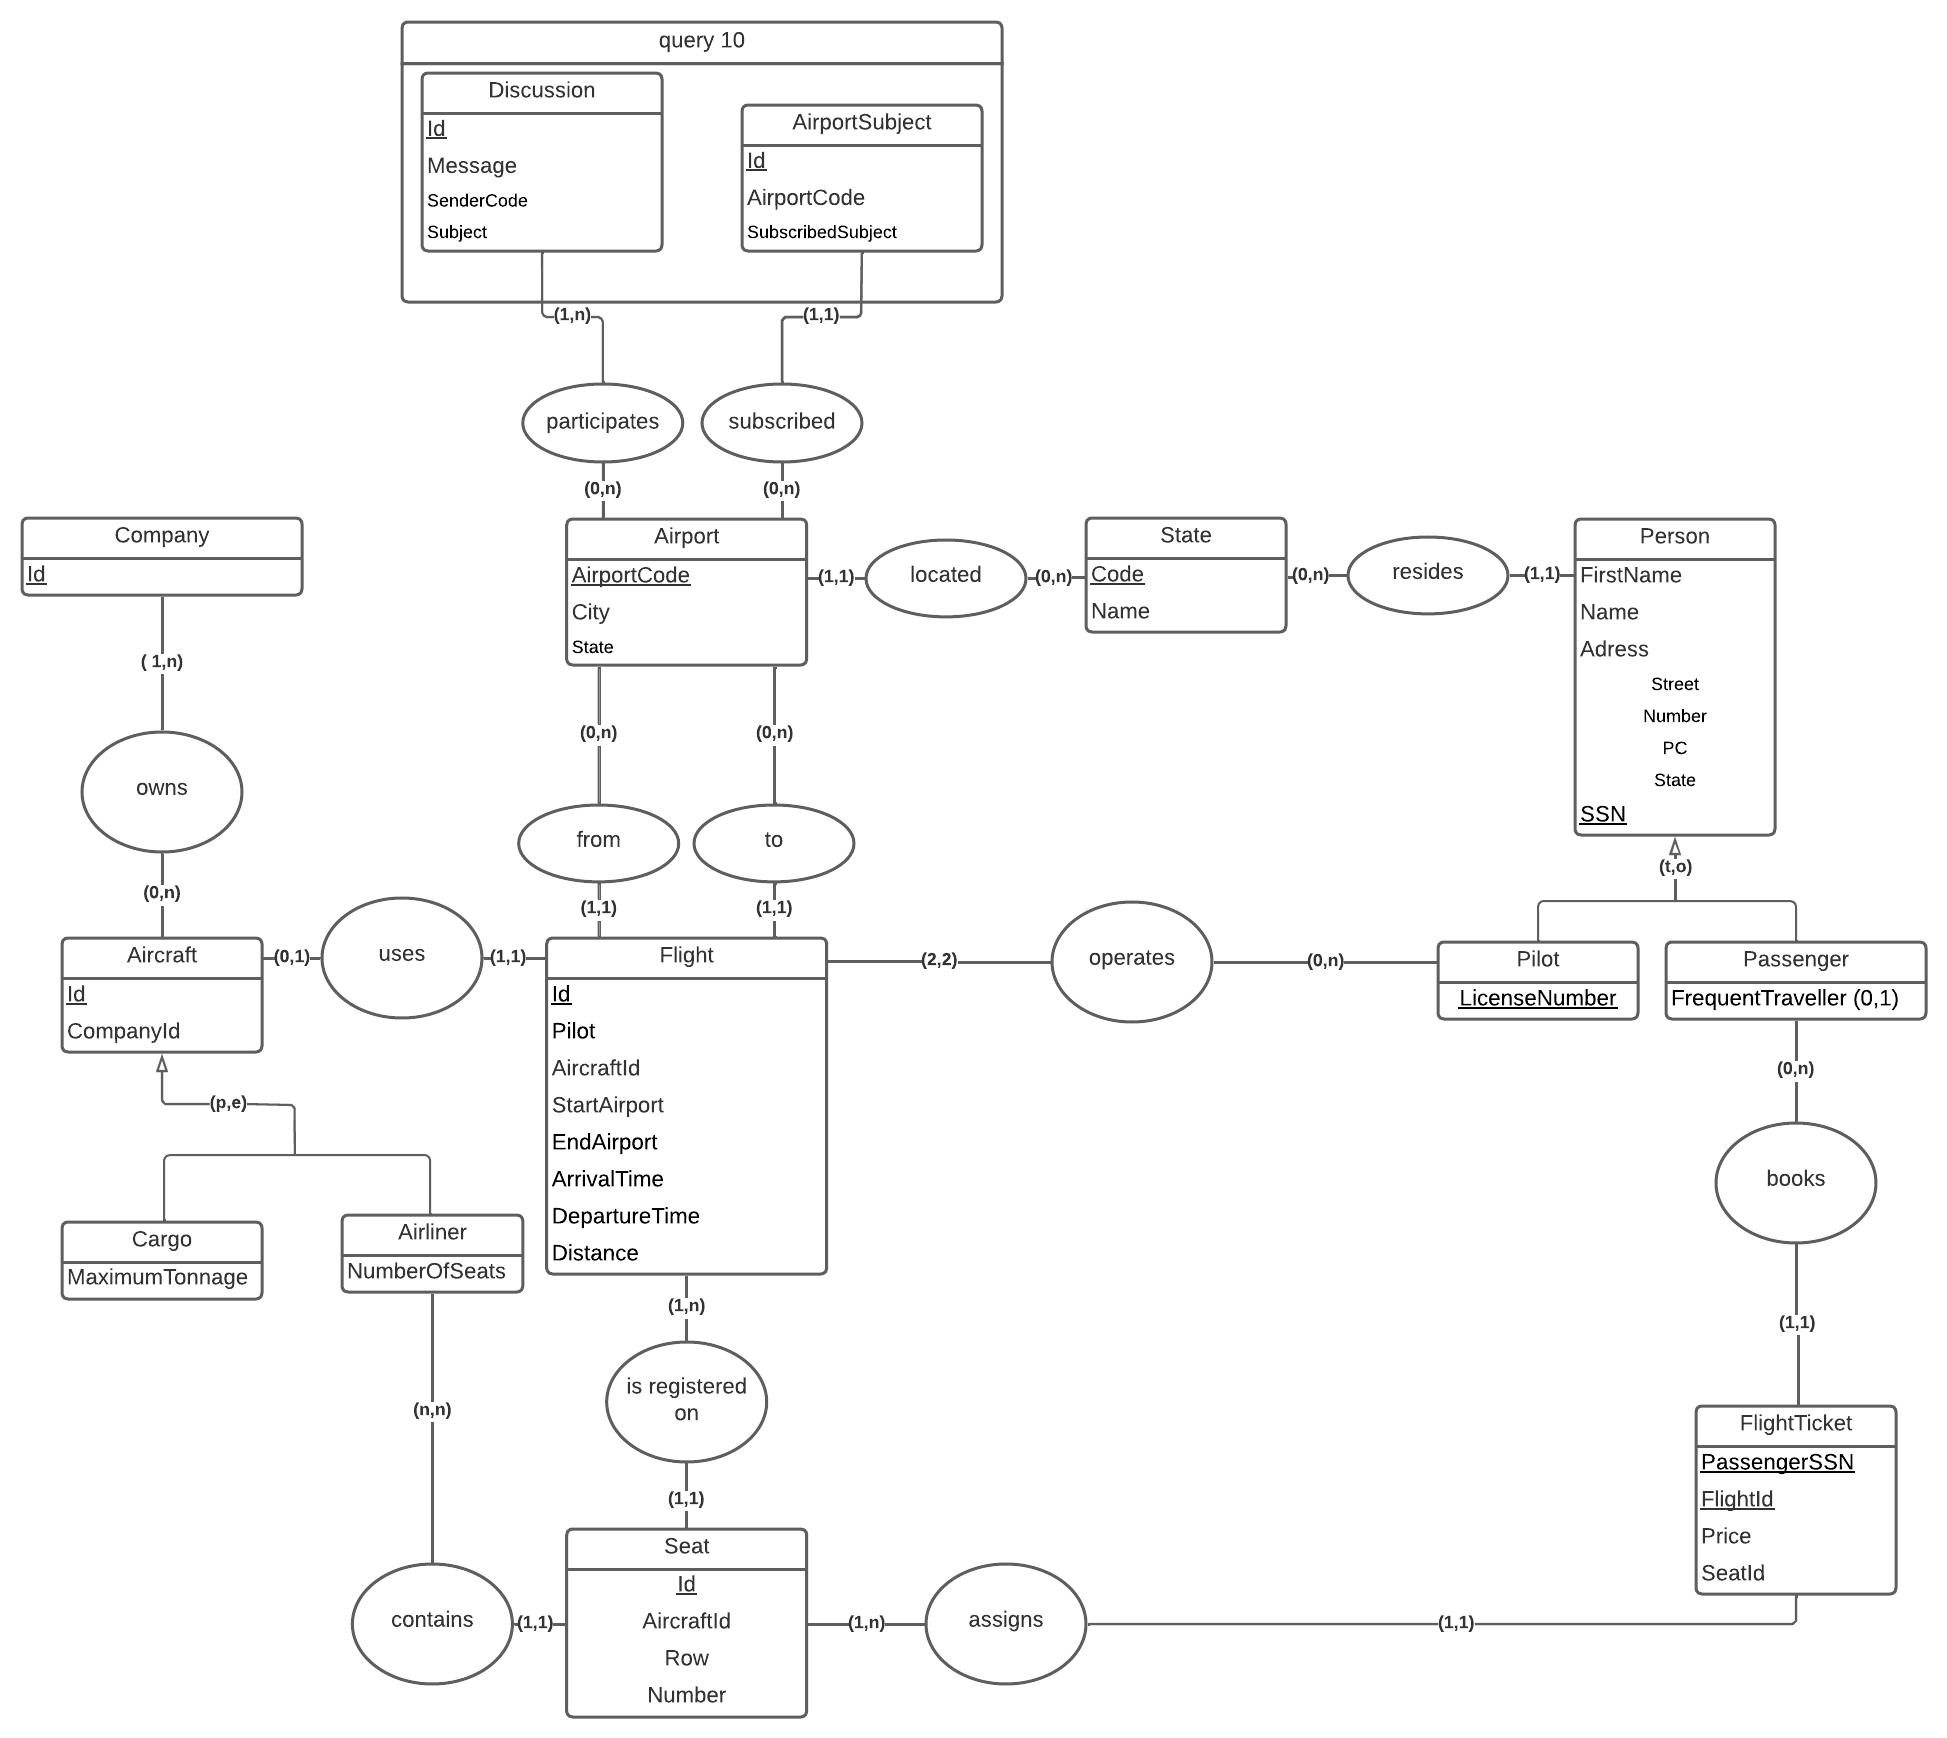 query 10
Discussion
Id
Message
SenderCode
Subject
AirportSubject
Id
AirportCode
SubscribedSubject
(1,n)
(1,1)
participates
subscribed
(0,n)
(0,n)
Company
Id
Airport
AirportCode
City
State
(1,1)
located
(0,n)
State
Code
Name
(0,n)
resides
(1,1)
Person
FirstName
Name
Adress
Street
Number
PC
State
SSN
( 1,n)
owns
(0,n)
(0,n)
(0,n)
from
to
(1,1)
(1,1)
(t,o)
Aircraft
Id
CompanyId
(0,1)
uses
(1,1)
Flight
Id
Pilot
AircraftId
StartAirport
EndAirport
ArrivalTime
DepartureTime
Distance
(2,2)
operates
(0,n)
Pilot
LicenseNumber
Passenger
FrequentTraveller (0,1)
(p,e)
(0,n)
books
(1,1)
Cargo
MaximumTonnage
Airliner
NumberOfSeats
(1,n)
is registered
on
(1,1)
(n,n)
contains
(1,1)
Seat
Id
AircraftId
Row
Number
(1,n)
assigns
(1,1)
FlightTicket
PassengerSSN
FlightId
Price
SeatId